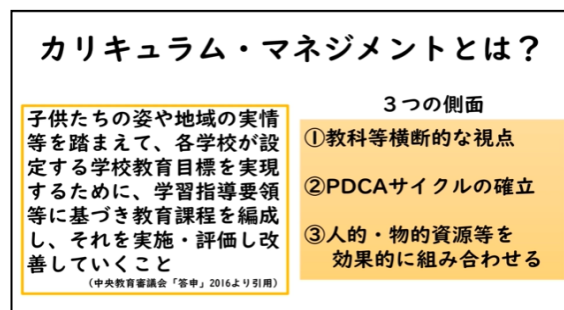 カリキュラム・マネジメントとは？
子供たちの姿や地域の実情
等を踏まえて、各学校が設
定する学校教育目標を実現
するために、学習指導要領
等に基づき教育課程を編成
し、それを実施・評価し改
善していくこと
（中央教育審議会「答申」2016より引用）
３つの側面
①教科等横断的な視点
②PDCAサイクルの確立
③人的・物的資源等を
効果的に組み合わせる